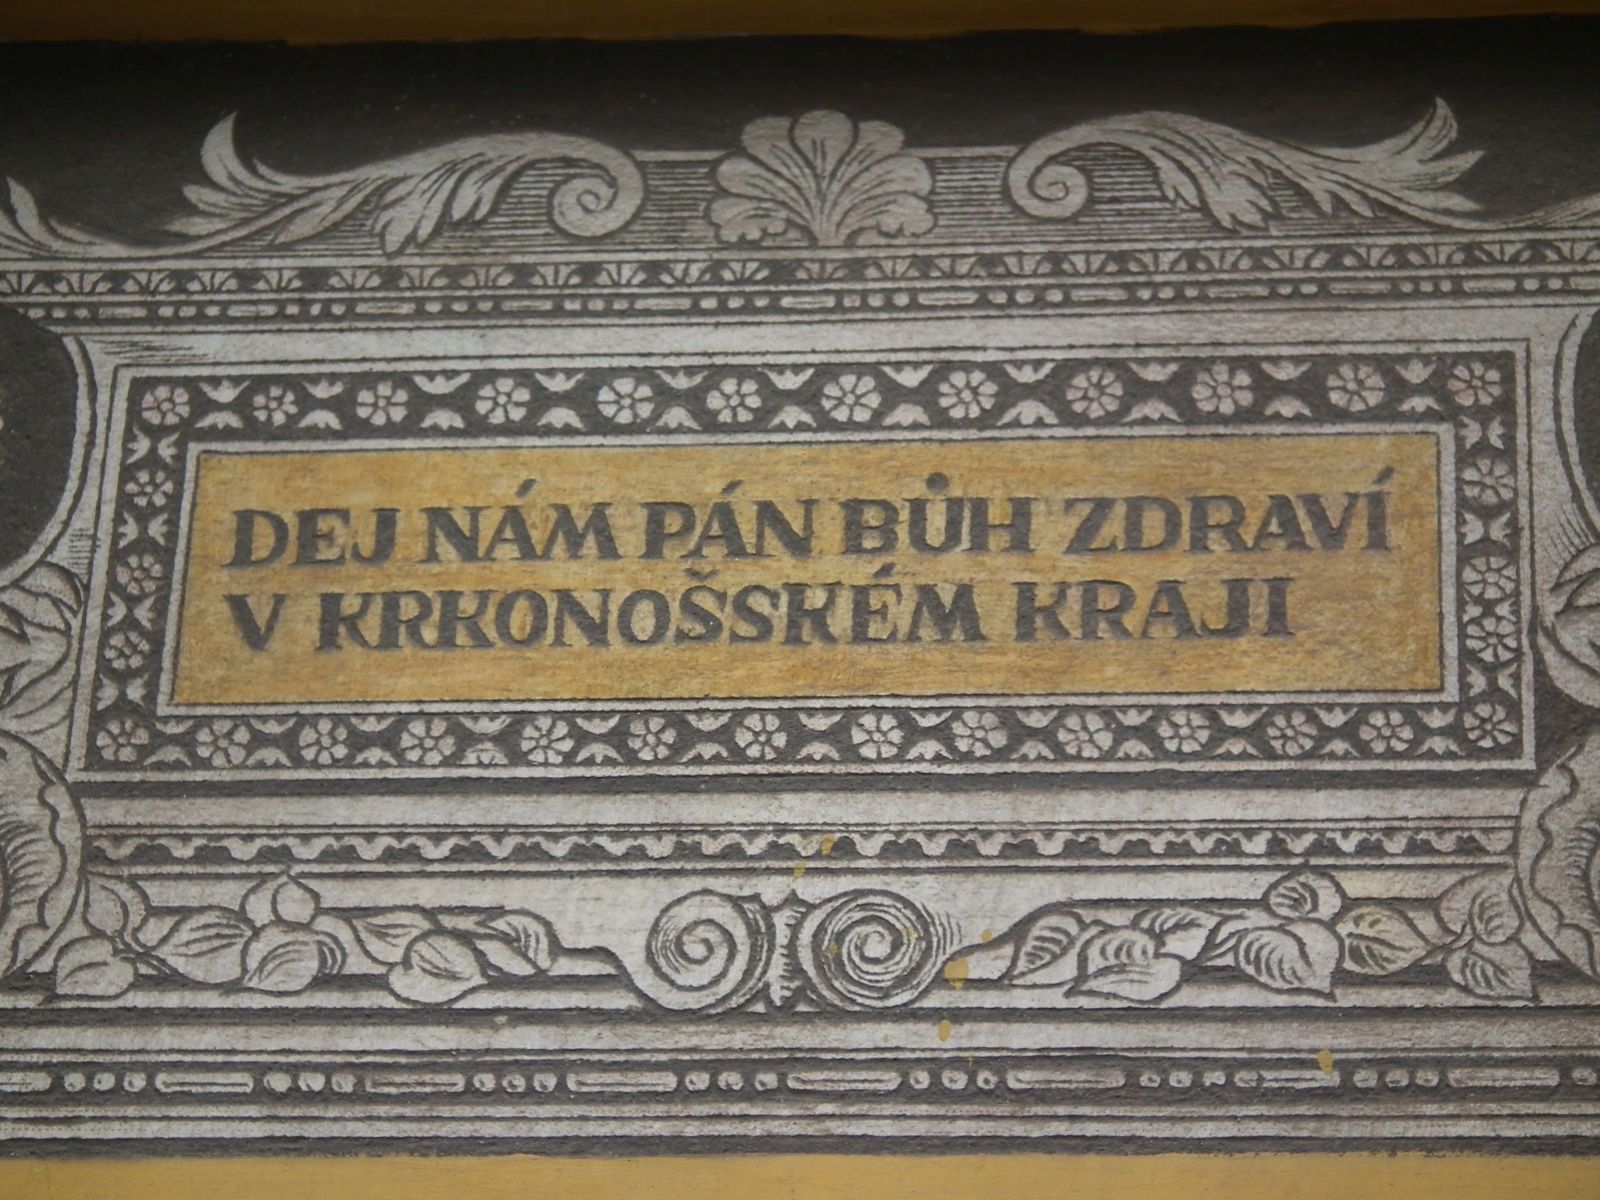 DEJ NÁM PÁN BŮH ZDRAVÍ
V KRKONOŠSKÉM KRAJI